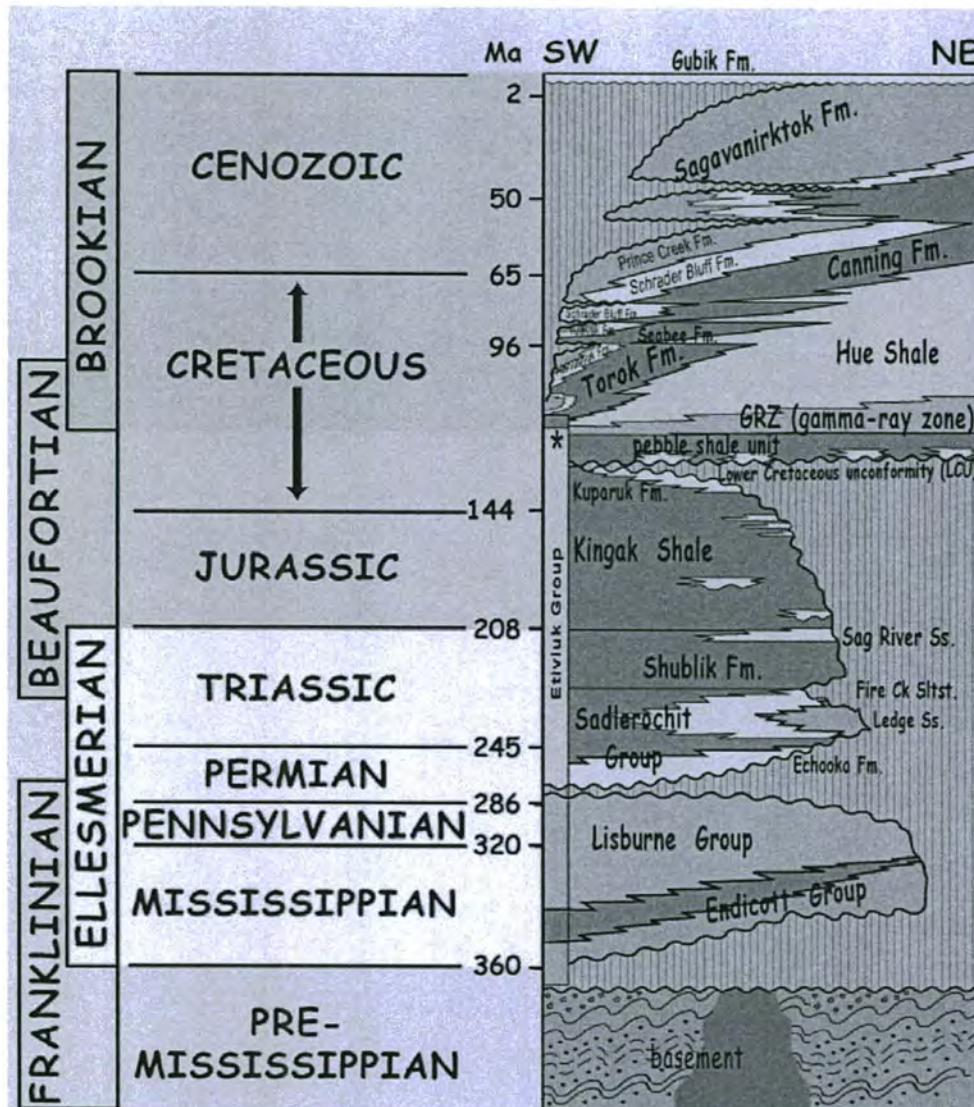 Ma SW NE
Gubik Fm.
2
Sagavanirktok Fm.
CENOZOIC
50
BROOKIAN
Prince Creek Fm.
Schrader Bluff Fm.
65
Canning Fm.
Schrader Bluff Fm.
Seabee Fm.
96
CRETACEOUS
Torok Fm.
Hue Shale
GRZ (gamma-ray zone)
*
pebble shale unit
Lower Cretaceous unconformity (LCU)
Kuparuk Fm.
144
BEAUFORTIAN
Kingak Shale
JURASSIC
Etivluk Group
208
Sag River Ss.
Shublik Fm.
TRIASSIC
Fire Ck Sltst.
Sadlerochit
Ledge Ss.
245
Group
Echooka Fm.
ELLESMERIAN
PERMIAN
286
PENNSYLVANIAN
320
Lisburne Group
MISSISSIPPIAN
Endicott Group
360
FRANKLINIAN
PRE-
MISSISSIPPIAN
basement